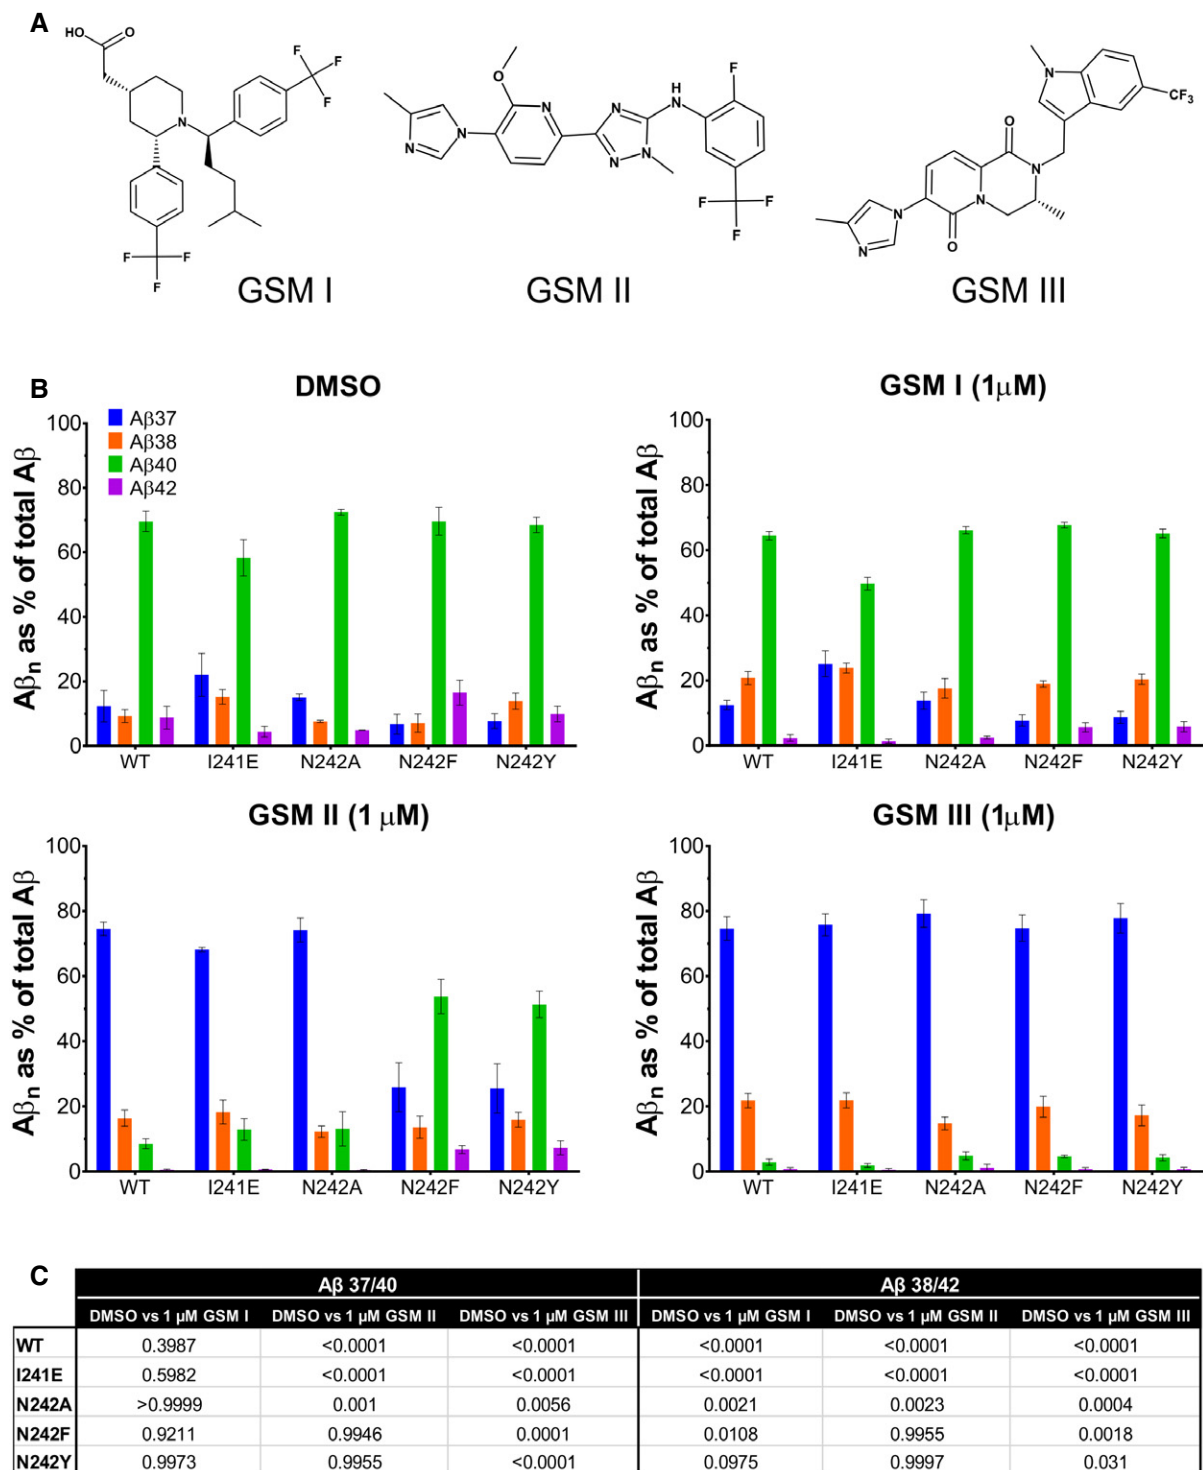 A
HO
O
N
F
F
F
F
F
F
GSM I
O
N
N
N
N
N
N
H
N
F
F
F
F
GSM II
N
CF3
O
N
N
O
N
N
GSM III
B
DMSO
Aβ37
Aβ38
Aβ40
Aβ42
Aβn as % of total Aβ
100
80
60
40
20
0
WT I241E N242A N242F N242Y
GSM I (1μM)
Aβn as % of total Aβ
100
80
60
40
20
0
WT I241E N242A N242F N242Y
GSM II (1 μM)
Aβn as % of total Aβ
100
80
60
40
20
0
WT I241E N242A N242F N242Y
GSM III (1μM)
Aβn as % of total Aβ
100
80
60
40
20
0
WT I241E N242A N242F N242Y
C
Aβ 37/40 Aβ 38/42
DMSO vs 1 µM GSM I DMSO vs 1 µM GSM II DMSO vs 1 µM GSM III DMSO vs 1 µM GSM I DMSO vs 1 µM GSM II DMSO vs 1 µM GSM III
WT 0.3987 <0.0001 <0.0001 <0.0001 <0.0001 <0.0001
I241E 0.5982 <0.0001 <0.0001 <0.0001 <0.0001 <0.0001
N242A >0.9999 0.001 0.0056 0.0021 0.0023 0.0004
N242F 0.9211 0.9946 0.0001 0.0108 0.9955 0.0018
N242Y 0.9973 0.9955 <0.0001 0.0975 0.9997 0.031